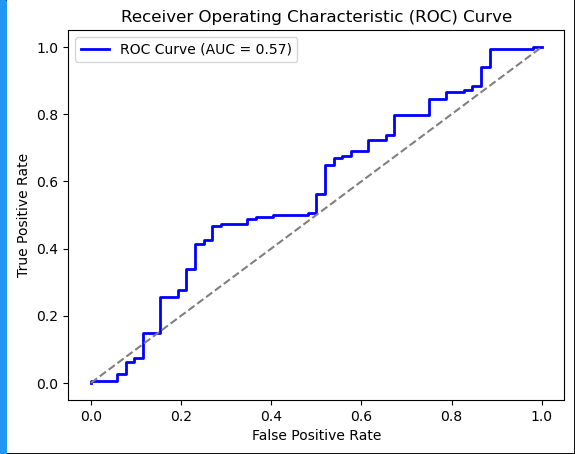 Receiver Operating Characteristic (ROC) Curve
ROC Curve (AUC = 0.57)
True Positive Rate
1.0
0.8
0.6
0.4
0.2
0.0
0.0 0.2 0.4 0.6 0.8 1.0
False Positive Rate